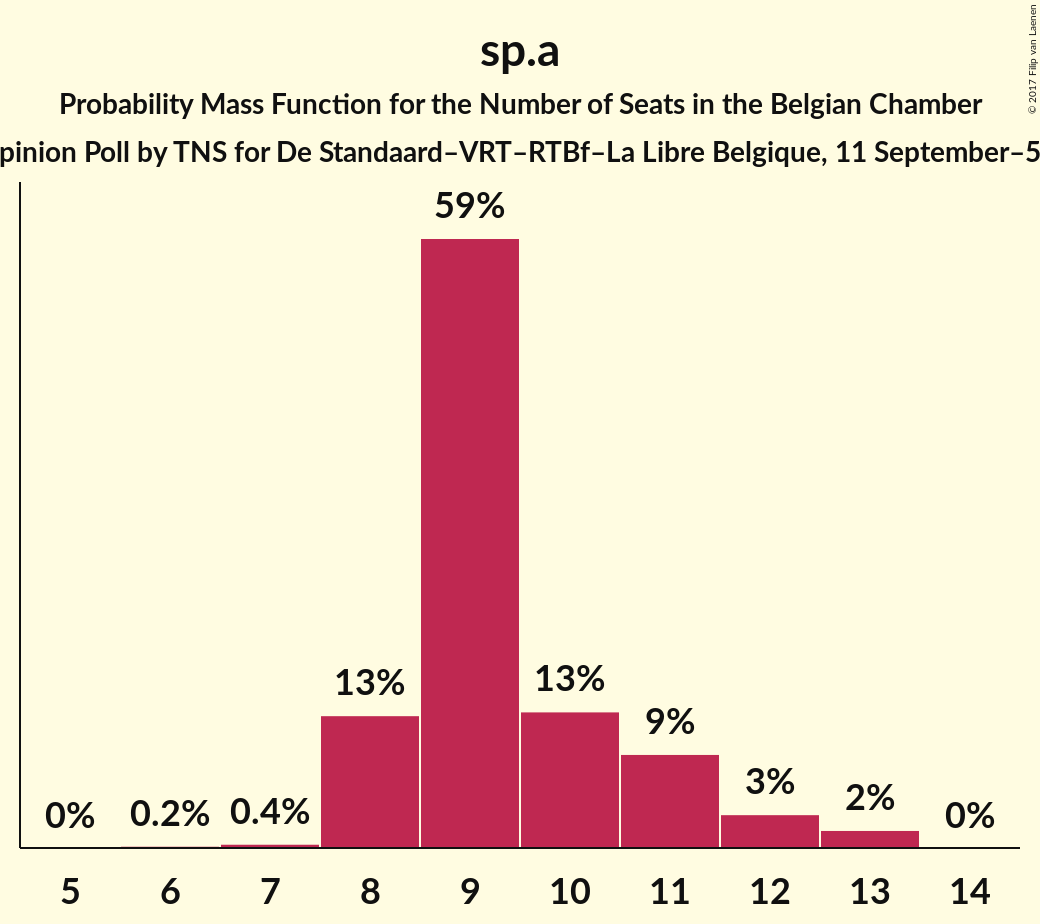 sp.a
Probability Mass Function for the Number of Seats in the Belgian Chamber
pinion Poll by TNS for De Standaard–VRT–RTBf–La Libre Belgique, 11 September–5
© 2017 Filip van Laenen
59%
13%
13%
9%
3%
2%
0%
0.2%
0.4%
0%
5 6 7 8 9 10 11 12 13 14